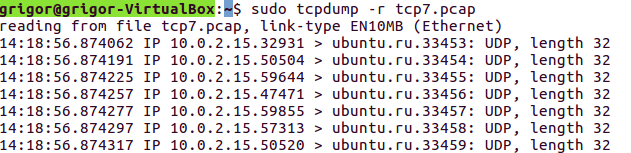 grigor@grigor-VirtualBox:~$ sudo tcpdump -r tcp7.pcap
reading from file tcp7.pcap, link-type EN10MB (Ethernet)
14:18:56.874062 IP 10.0.2.15.32931 > ubuntu.ru.33453: UDP, length 32
14:18:56.874191 IP 10.0.2.15.50504 > ubuntu.ru.33454: UDP, length 32
14:18:56.874225 IP 10.0.2.15.59644 > ubuntu.ru.33455: UDP, length 32
14:18:56.874257 IP 10.0.2.15.47471 > ubuntu.ru.33456: UDP, length 32
14:18:56.874277 IP 10.0.2.15.59855 > ubuntu.ru.33457: UDP, length 32
14:18:56.874297 IP 10.0.2.15.57313 > ubuntu.ru.33458: UDP, length 32
14:18:56.874317 IP 10.0.2.15.50520 > ubuntu.ru.33459: UDP, length 32